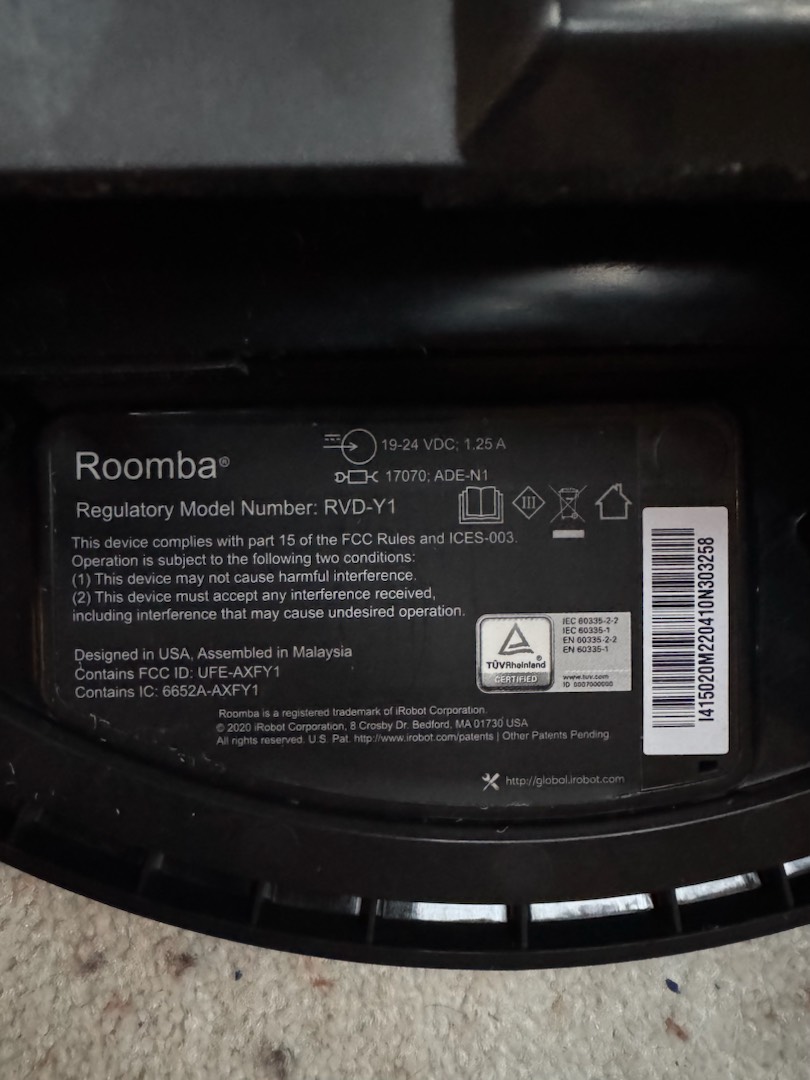 Roomba®
19-24 VDC; 1.25 A
17070; ADE-N1
Regulatory Model Number: RVD-Y1
III
This device complies with part 15 of the FCC Rules and ICES-003.
Operation is subject to the following two conditions:
(1) This device may not cause harmful interference.
(2) This device must accept any interference received,
including interference that may cause undesired operation.
Designed in USA, Assembled in Malaysia
Contains FCC ID: UFE-AXFY1
Contains IC: 6652A-AXFY1
TÜVRheinland®
CERTIFIED
IEC 60335-2-2
IEC 60335-1
EN 60335-2-2
EN 60335-1
www.tuv.com
ID 0007000000
Roomba is a registered trademark of iRobot Corporation.
© 2020 iRobot Corporation, 8 Crosby Dr. Bedford, MA 01730 USA
All rights reserved. U.S. Pat. http://www.irobot.com/patents | Other Patents Pending
http://global.irobot.com
I415020M220410N303258